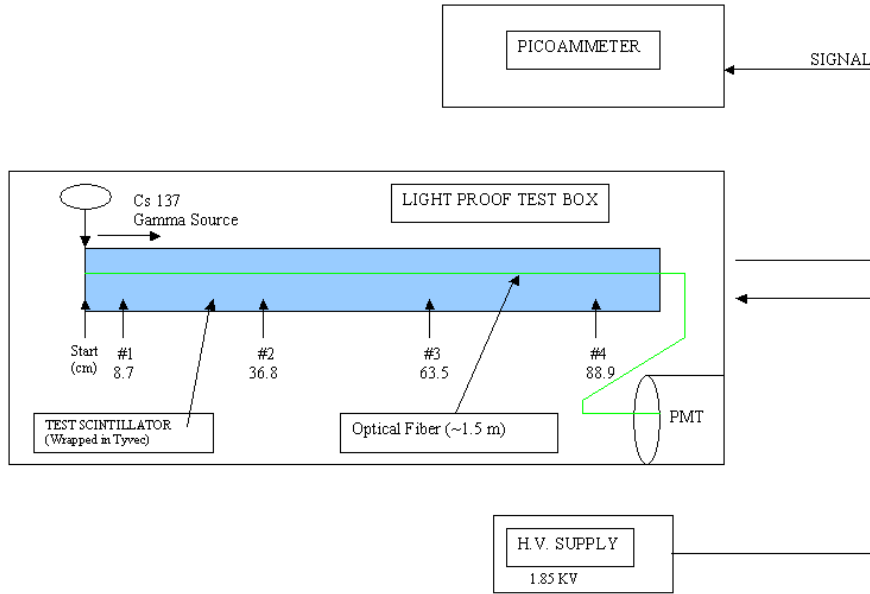 PICOAMMETER
SIGNAL
Cs 137
Gamma Source
LIGHT PROOF TEST BOX
Start
(cm)
#1
8.7
#2
36.8
#3
63.5
#4
88.9
TEST SCINTILLATOR
(Wrapped in Tyvec)
Optical Fiber (~1.5 m)
PMT
H.V. SUPPLY
1.85 KV